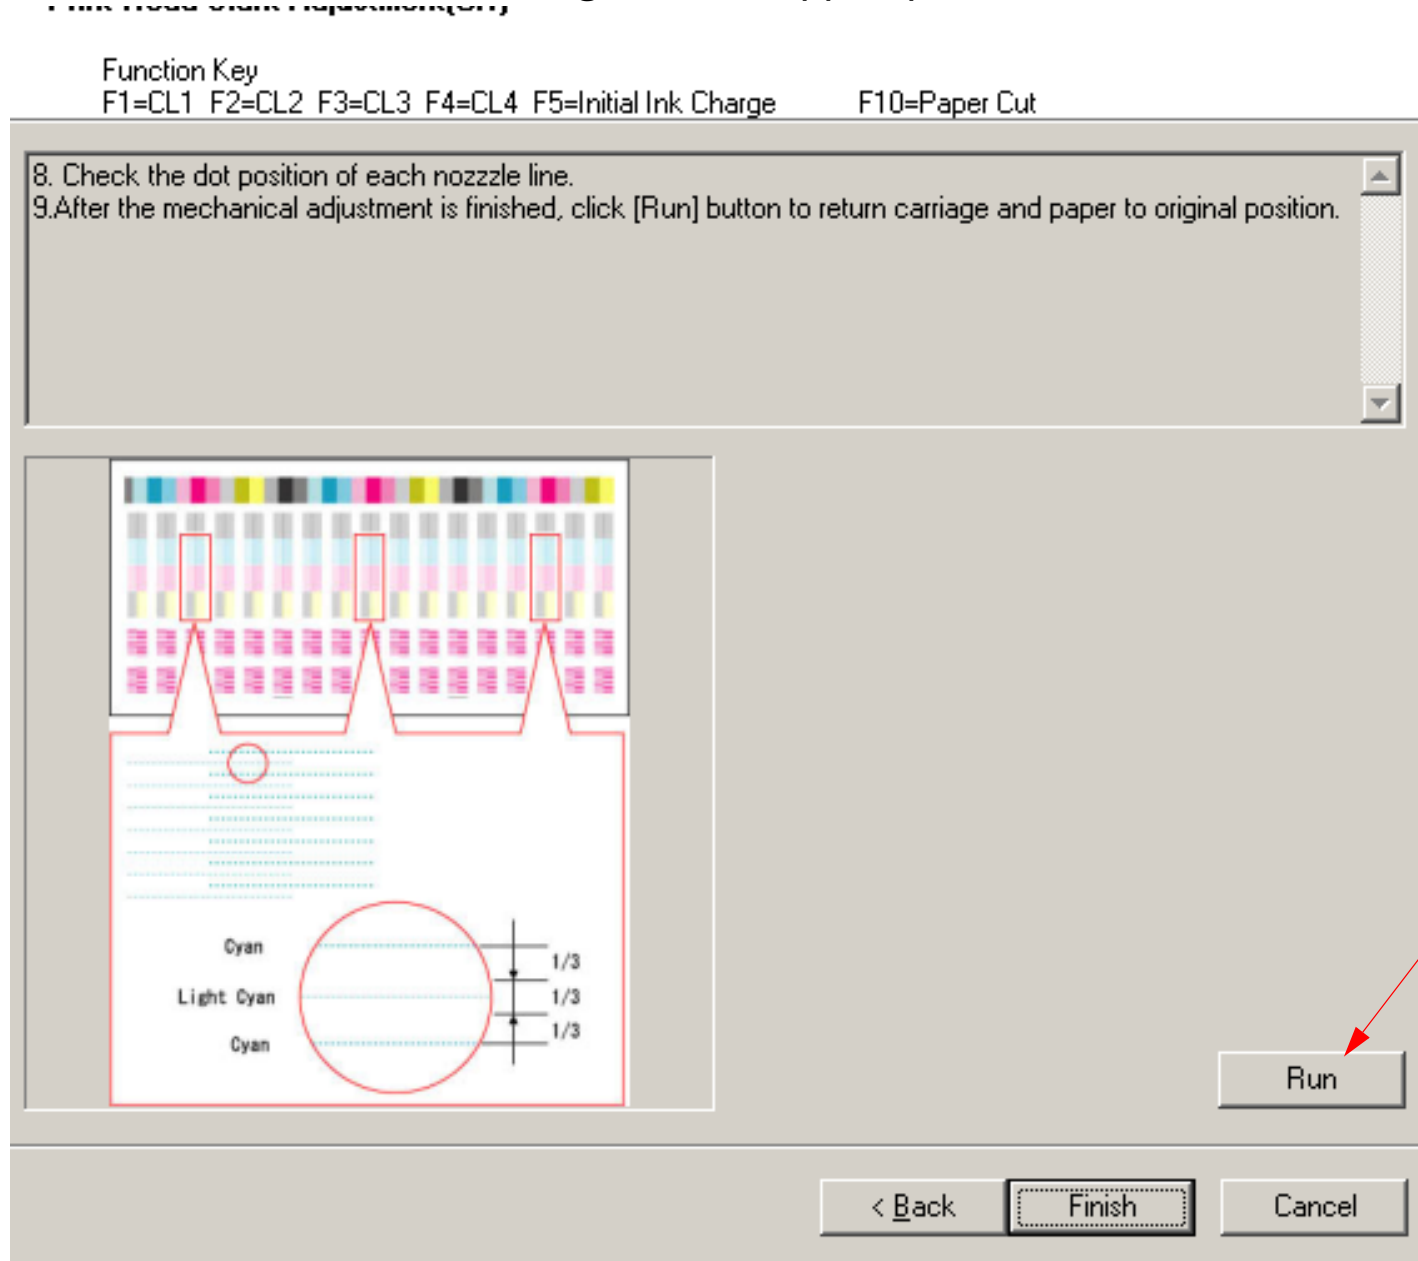 Function Key
F1=CL1 F2=CL2 F3=CL3 F4=CL4 F5=Initial Ink Charge F10=Paper Cut
8. Check the dot position of each nozzzle line.
9.After the mechanical adjustment is finished, click [Run] button to return carriage and paper to original position.
Cyan
1/3
Light Cyan
1/3
1/3
Cyan
Run
< Back
Finish
Cancel